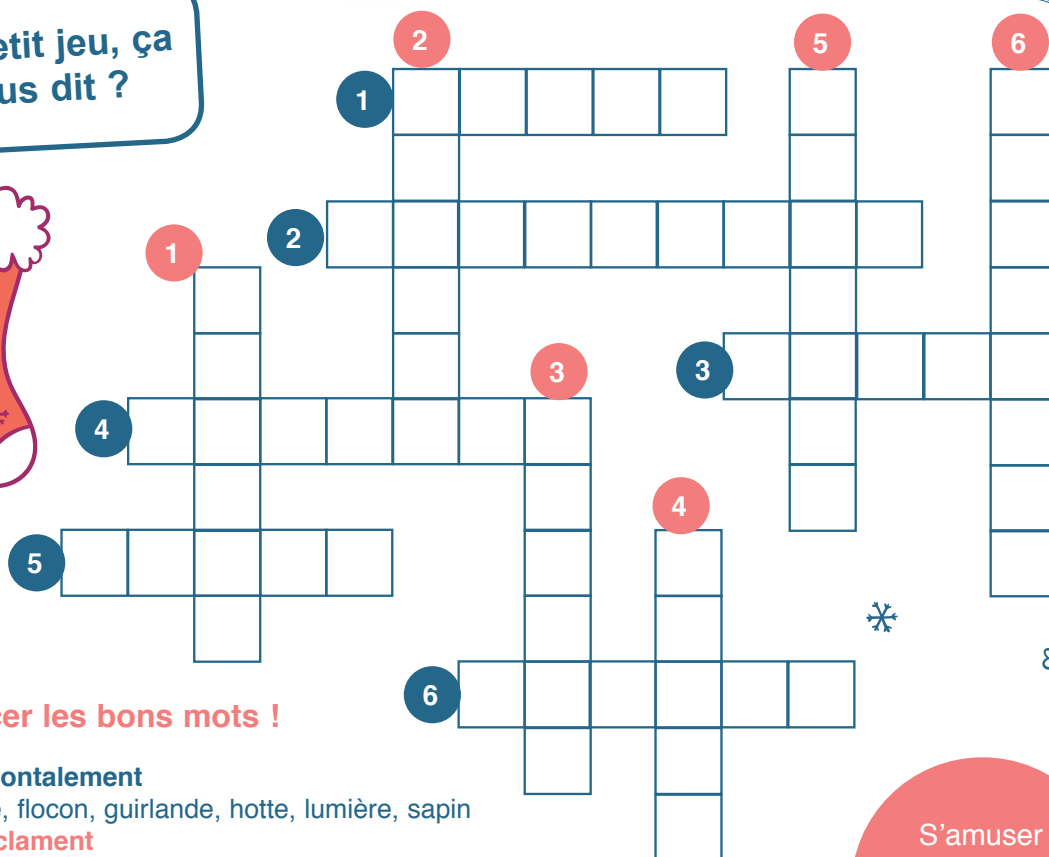 etit jeu, ça
us dit ?
2
5
6
1
2
1
3
3
4
4
5
6
cer les bons mots !
ontalement
, flocon, guirlande, hotte, lumière, sapin
clament
S'amuser